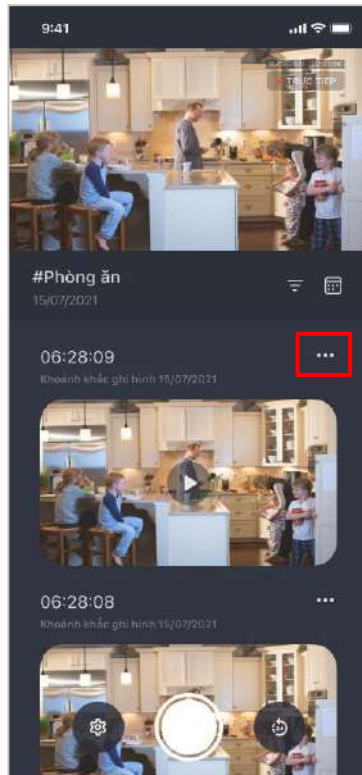 9:41
TRỰC TIẾP
#Phòng ăn
15/07/2021
06:28:09
Khoảnh khắc ghi hình 15/07/2021
06:28:08
Khoảnh khắc ghi hình 15/07/2021
24